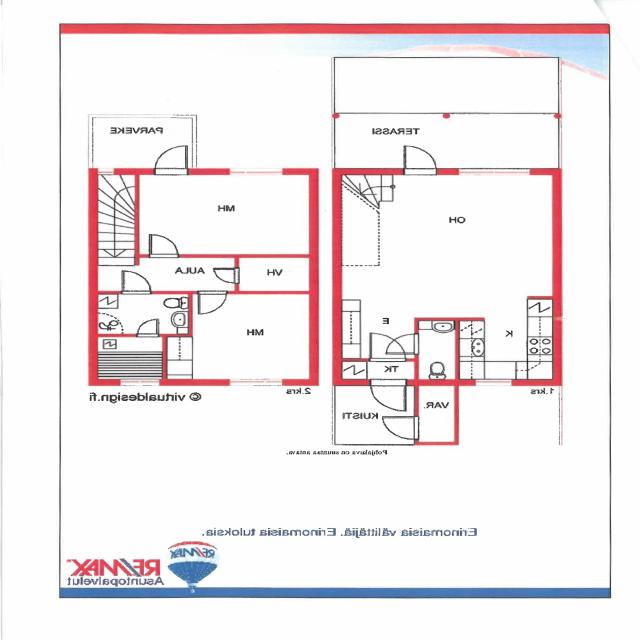 PARVEKE
TERASSI
MH
OH
AULA
VH
MH
E
K
TK
KUISTI
VAR.
© virtualdesign.fi
2.krs
1.krs
Pohjakuva on suuntaa antava.
Erinomaisia välittäjiä. Erinomaisia tuloksia.
RE/MAX
RE/MAX
Asuntopalvelut